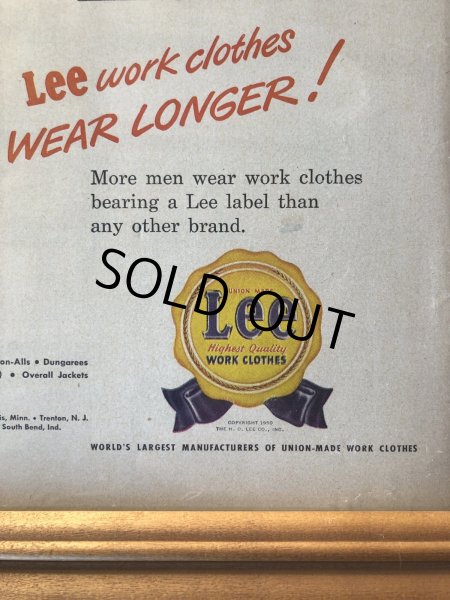 Lee work clothes
WEAR LONGER!
More men wear work clothes
bearing a Lee label than
any other brand.
SOLD OUT
UNION MADE
Lee
Highest Quality
WORK CLOTHES
on-Alls • Dungarees
) • Overall Jackets
COPYRIGHT 1950
THE H. D. LEE CO., INC.
is, Minn. • Trenton, N. J.
South Bend, Ind.
WORLD'S LARGEST MANUFACTURERS OF UNION-MADE WORK CLOTHES